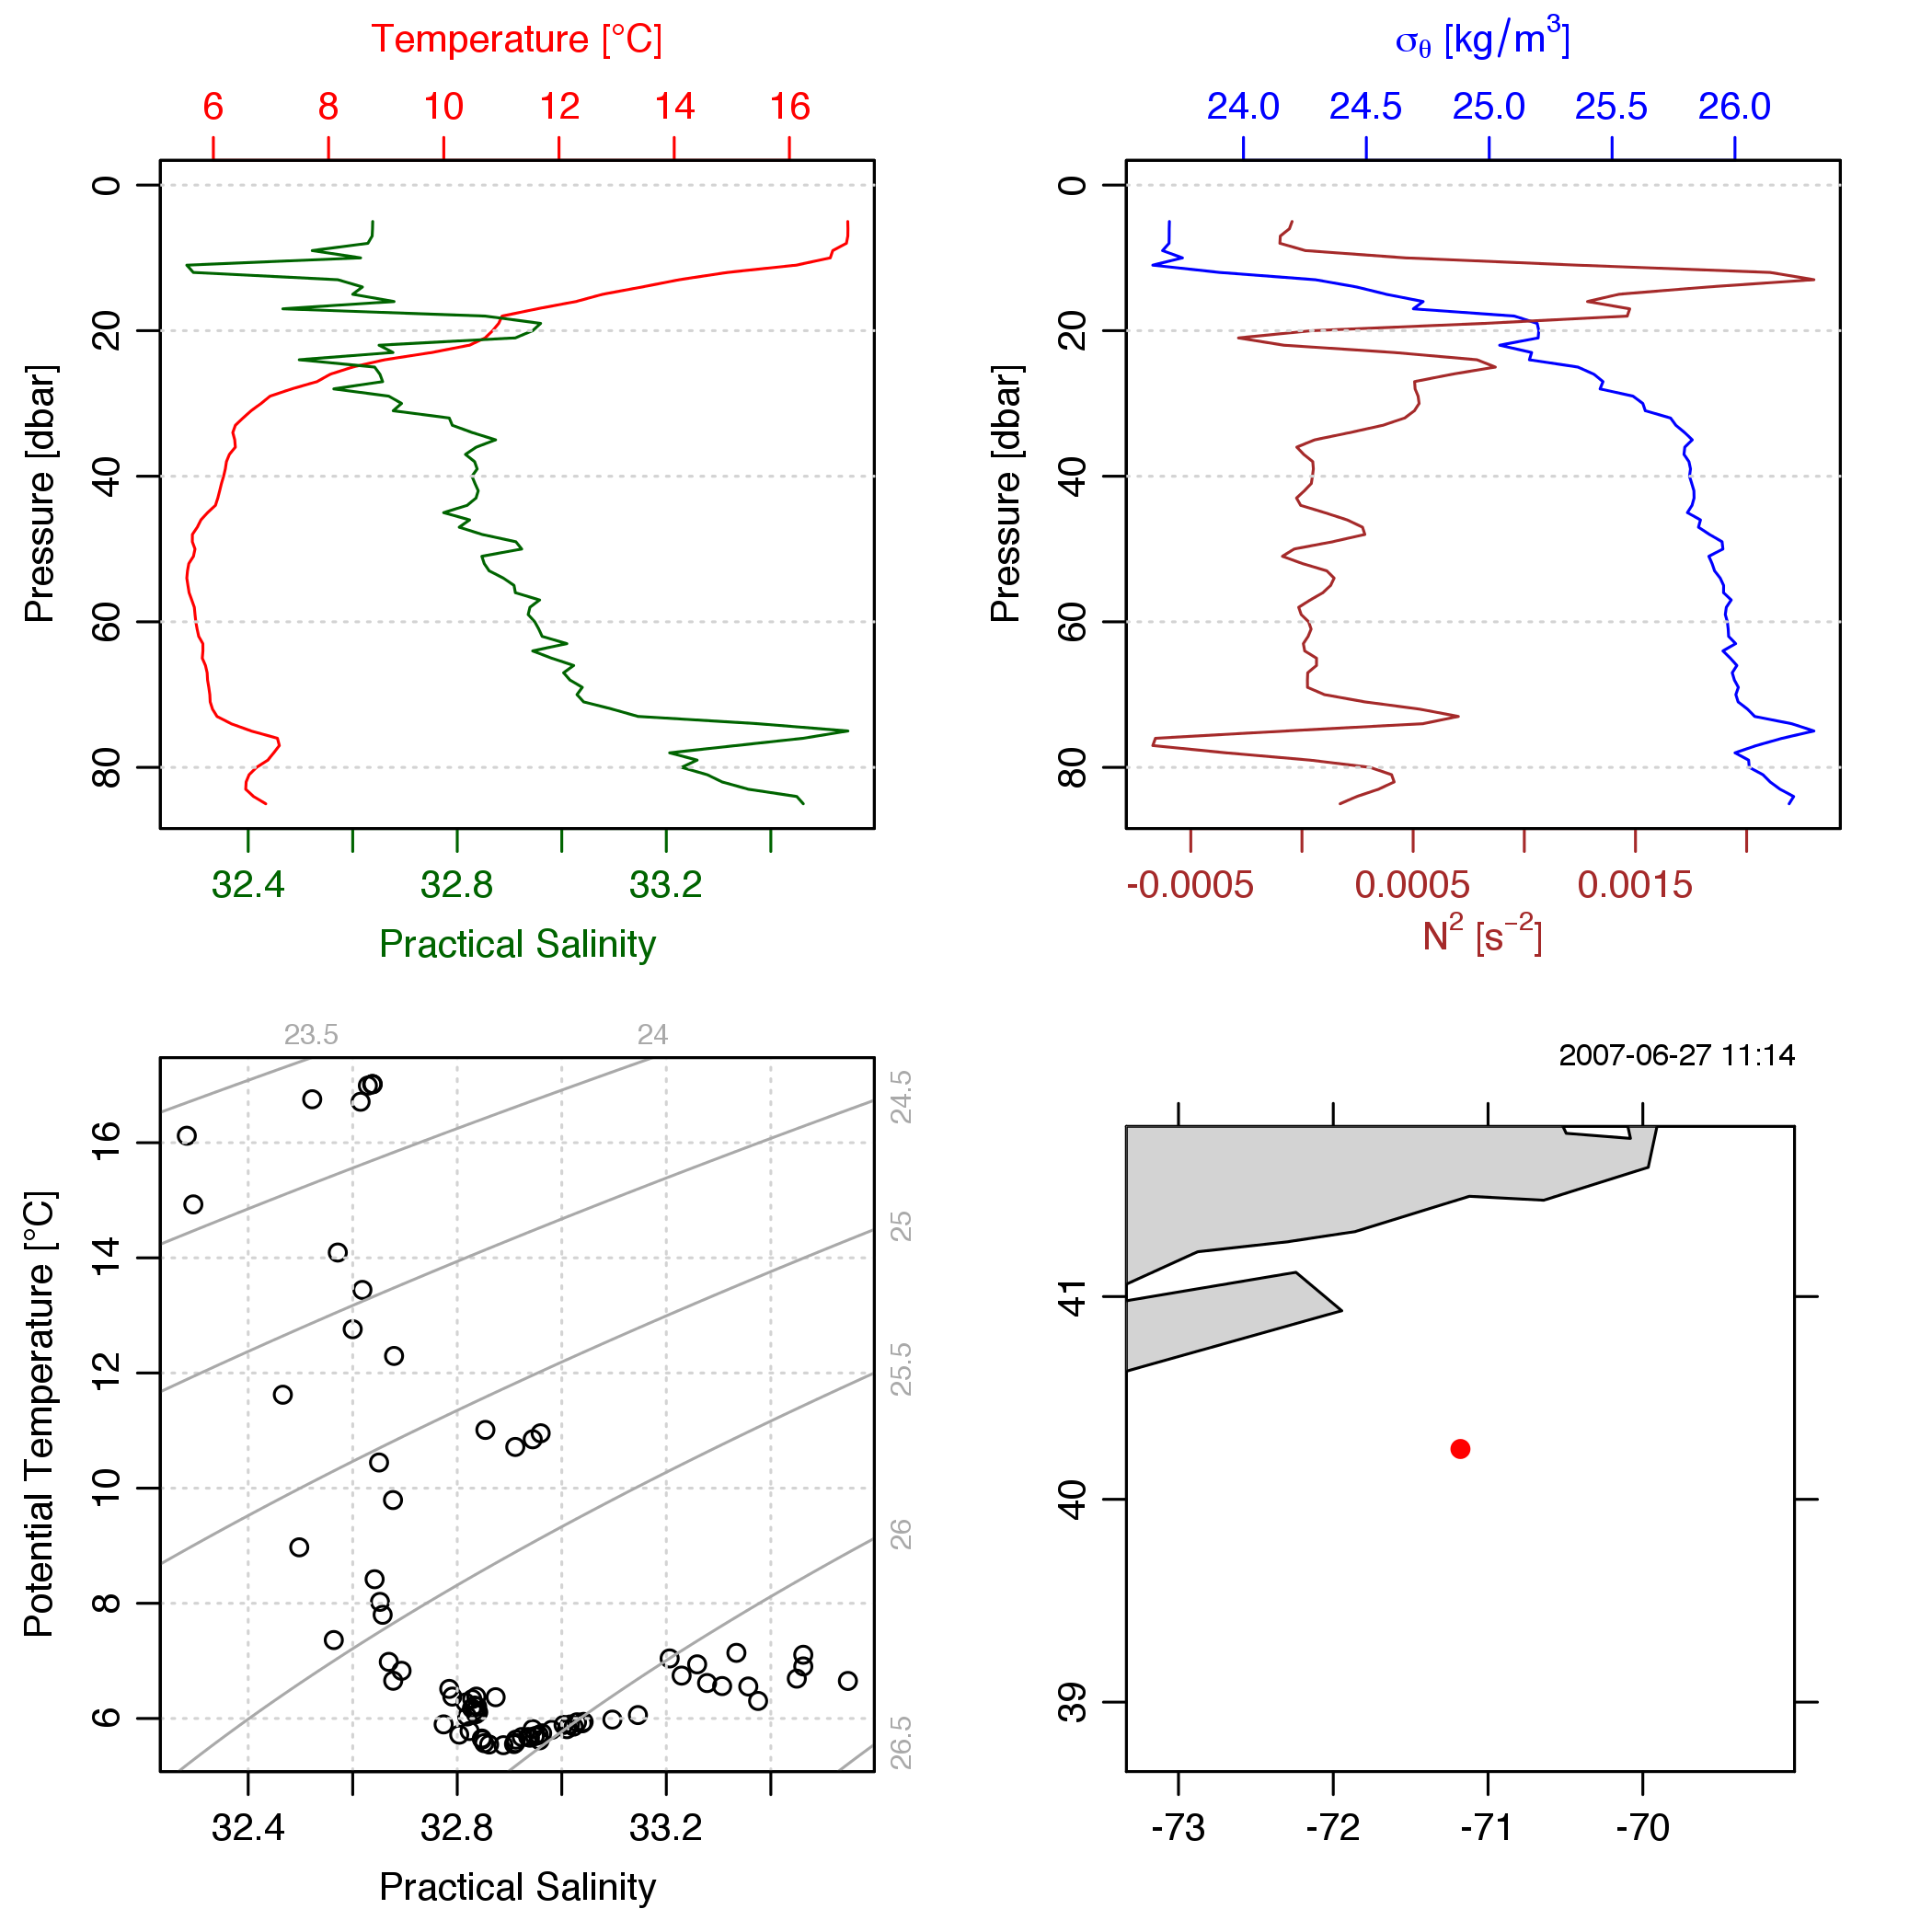 Temperature [°C]
6 8 10 12 14 16
0 20 40 60 80
Pressure [dbar]
32.4 32.8 33.2
Practical Salinity
σθ [kg/m³]
24.0 24.5 25.0 25.5 26.0
0 20 40 60 80
Pressure [dbar]
-0.0005 0.0005 0.0015
N² [s⁻²]
23.5 24
24.5 25 25.5 26 26.5
6 8 10 12 14 16
Potential Temperature [°C]
32.4 32.8 33.2
Practical Salinity
2007-06-27 11:14
41 40 39
-73 -72 -71 -70